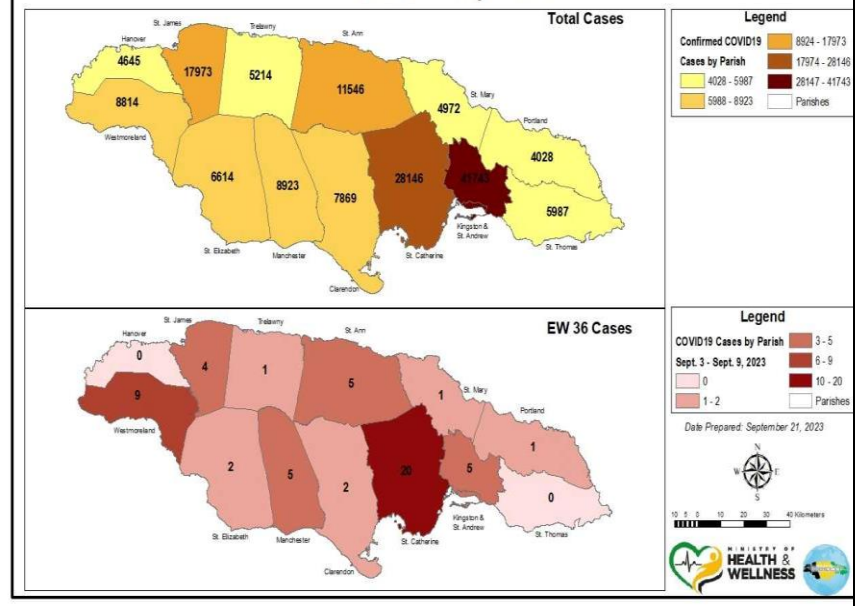 Total Cases
St. James
Trelawny
St. Ann
Hanover
4645
17973
5214
11546
St. Mary
4972
8814
Portland
Westmoreland
4028
6614
8923
7869
28146
41743
5987
Kingston &
St. Andrew
St. Thomas
St. Elizabeth
Manchester
St. Catherine
Clarendon
Legend
Confirmed COVID19
Cases by Parish
4028 - 5987
5988 - 8923
8924 - 17973
17974 - 28146
28147 - 41743
Parishes
EW 36 Cases
St. James
Trelawny
St. Ann
Hanover
0
4
1
5
St. Mary
1
9
Portland
Westmoreland
1
2
5
2
20
5
0
Kingston &
St. Andrew
St. Thomas
St. Elizabeth
Manchester
St. Catherine
Clarendon
Legend
COVID19 Cases by Parish
Sept. 3 - Sept. 9, 2023
0
1 - 2
3 - 5
6 - 9
10 - 20
Parishes
Date Prepared: September 21, 2023
N
W E
S
10 5 0 10 20 30 40 Kilometers
MINISTRY OF
HEALTH &
WELLNESS